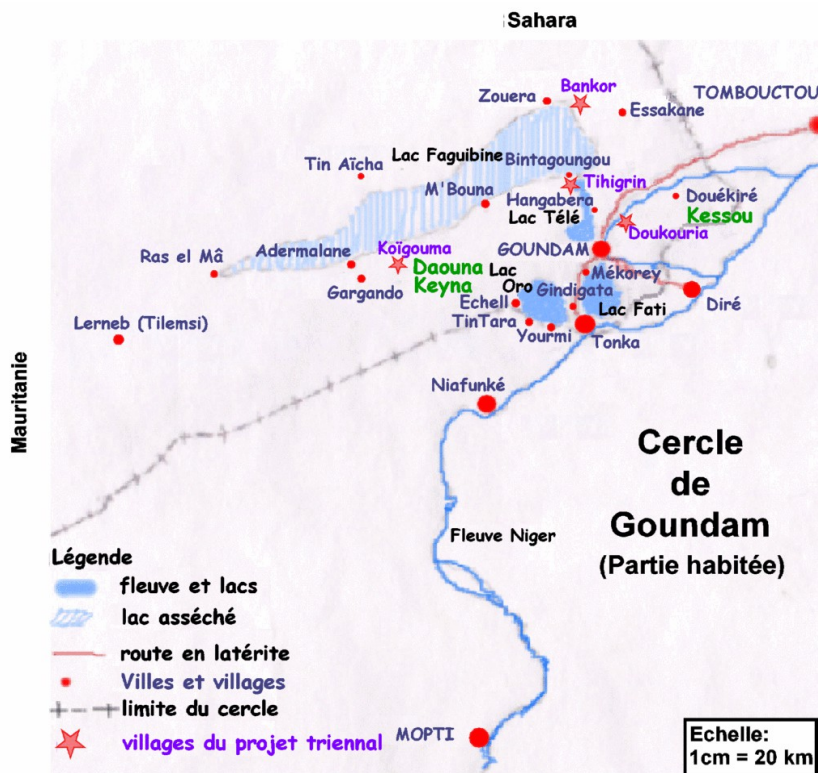 Sahara
Bankor
Zouera
Essakane
TOMBOUCTOU
Lac Faguibine
Bintagoungou
Tin Aïcha
Tihigrin
M'Bouna
Hangabera
Douékiré
Lac Télé
Kessou
Doukouria
Koïgouma
GOUNDAM
Adermalane
Ras el Mâ
Daouna
Keyna
Lac
Oro
Mékorey
Gargando
Echell
Gindigata
Diré
Lac Fati
Lerneb (Tilemsi)
TinTara
Yourmi
Tonka
Niafunké
Mauritanie
Cercle
de
Goundam
(Partie habitée)
Fleuve Niger
Légende
fleuve et lacs
lac asséché
route en latérite
Villes et villages
limite du cercle
villages du projet triennal
MOPTI
Echelle:
1cm = 20 km